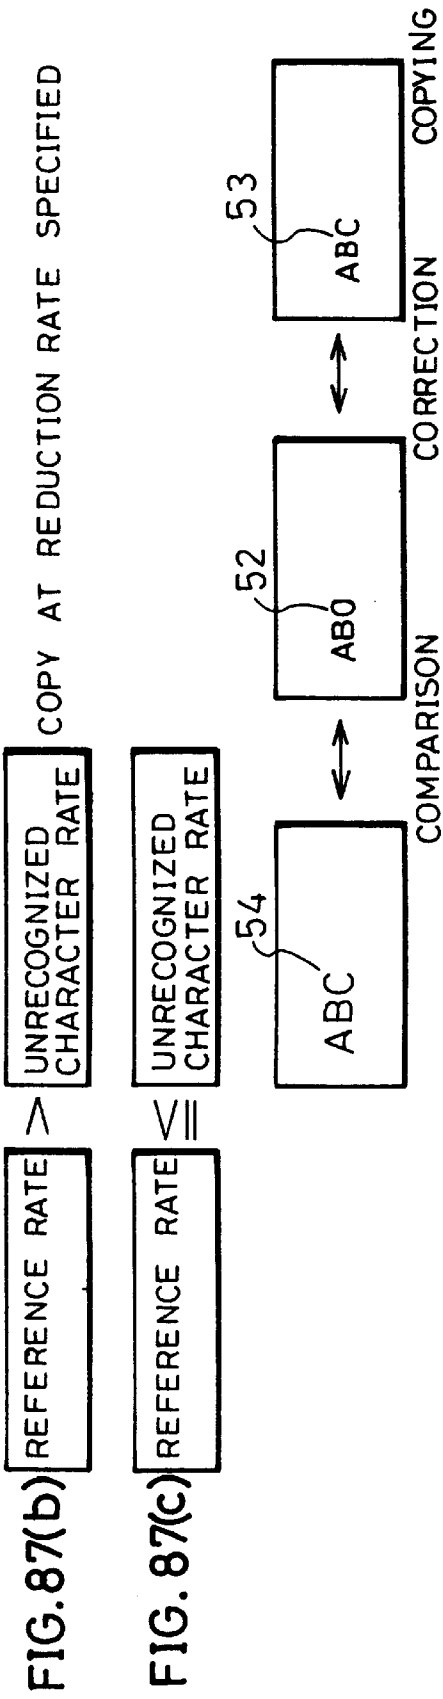 FIG.87(b)
REFERENCE RATE
>
UNRECOGNIZED
CHARACTER RATE
COPY AT REDUCTION RATE SPECIFIED
FIG. 87(c)
REFERENCE RATE
≦
UNRECOGNIZED
CHARACTER RATE
54
52
53
ABC
ABO
ABC
COMPARISON
CORRECTION
COPYING